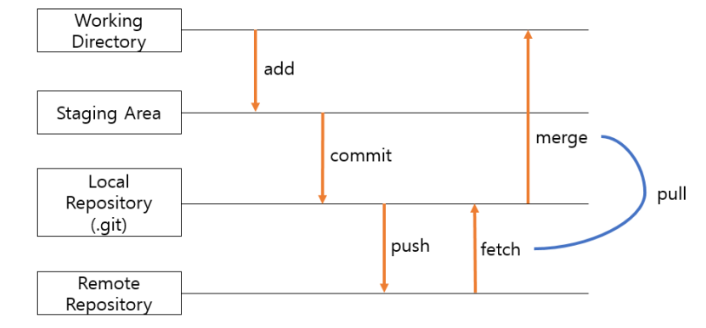 Working
Directory
add
Staging Area
merge
commit
Local
Repository
(.git)
pull
push
fetch
Remote
Repository